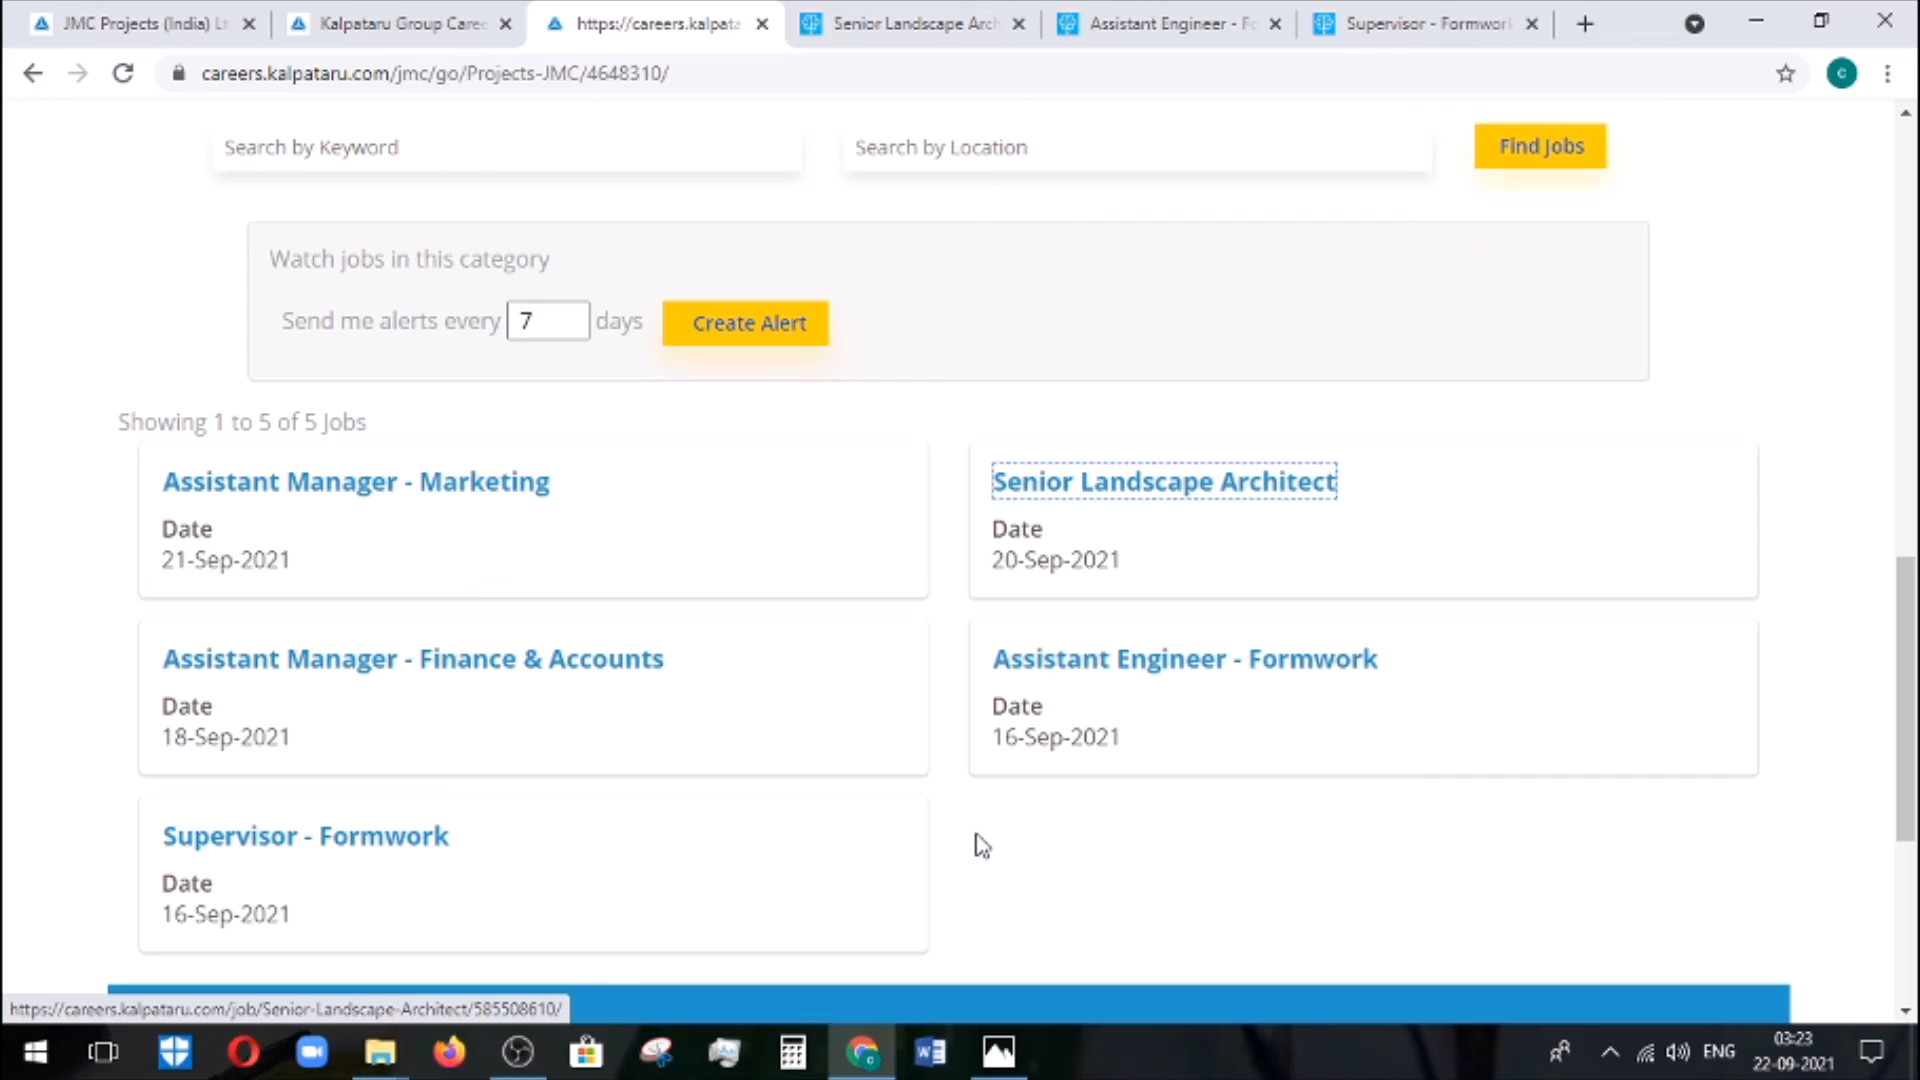 JMC Projects (India) Lt
Kalpataru Group Caree
https://careers.kalpata
Senior Landscape Arch
Assistant Engineer - Fo
Supervisor - Formwork
careers.kalpataru.com/jmc/go/Projects-JMC/4648310/
C
Search by Keyword
Search by Location
Find Jobs
Watch jobs in this category
Send me alerts every 7 days
Create Alert
Showing 1 to 5 of 5 Jobs
Assistant Manager - Marketing
Date
21-Sep-2021
Senior Landscape Architect
Date
20-Sep-2021
Assistant Manager - Finance & Accounts
Date
18-Sep-2021
Assistant Engineer - Formwork
Date
16-Sep-2021
Supervisor - Formwork
Date
16-Sep-2021
https://careers.kalpataru.com/job/Senior-Landscape-Architect/585508610/
ENG
03:23
22-09-2021